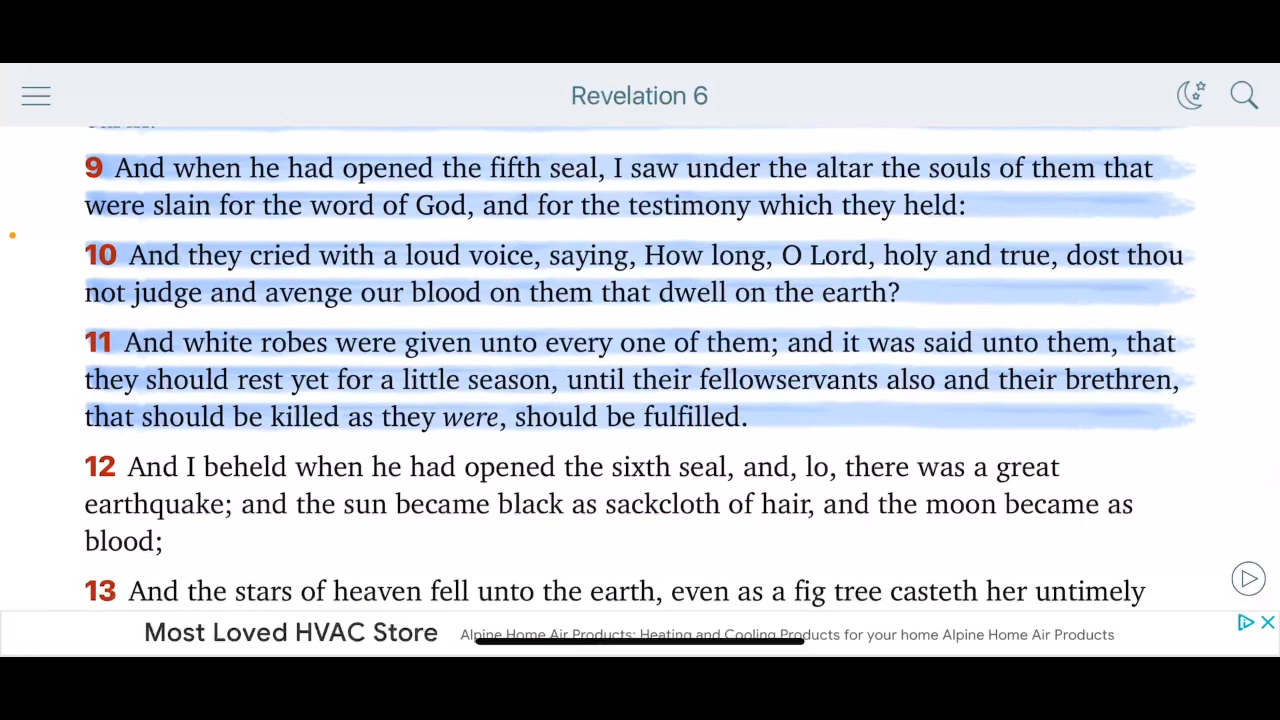 Revelation 6
9 And when he had opened the fifth seal, I saw under the altar the souls of them that
were slain for the word of God, and for the testimony which they held:
10 And they cried with a loud voice, saying, How long, O Lord, holy and true, dost thou
not judge and avenge our blood on them that dwell on the earth?
11 And white robes were given unto every one of them; and it was said unto them, that
they should rest yet for a little season, until their fellowservants also and their brethren,
that should be killed as they were, should be fulfilled.
12 And I beheld when he had opened the sixth seal, and, lo, there was a great
earthquake; and the sun became black as sackcloth of hair, and the moon became as
blood;
13 And the stars of heaven fell unto the earth, even as a fig tree casteth her untimely
Most Loved HVAC Store Alpine Home Air Products: Heating and Cooling Products for your home Alpine Home Air Products